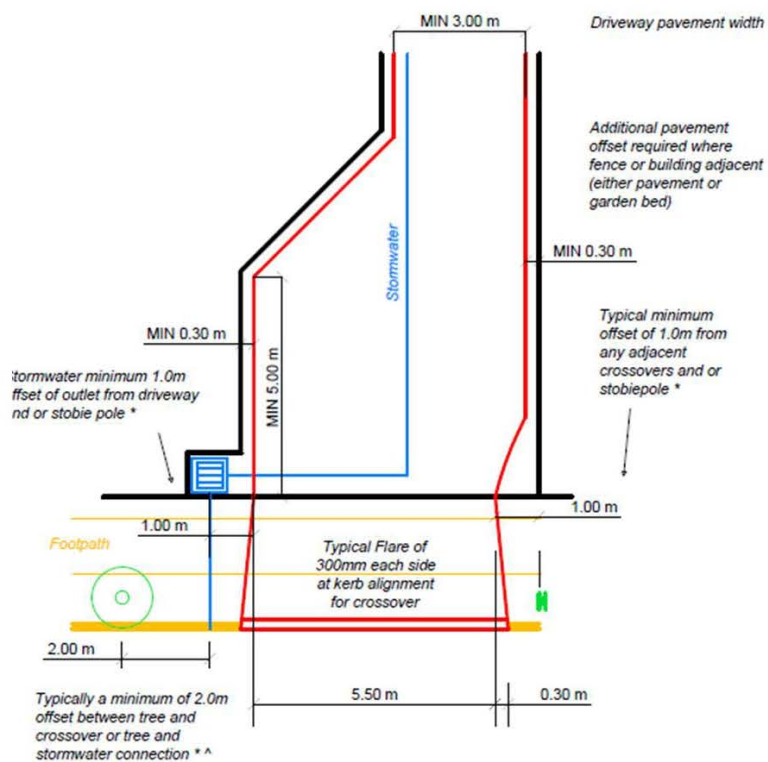 MIN 3.00 m
Driveway pavement width
Additional pavement
offset required where
fence or building adjacent
(either pavement or
garden bed)
Stormwater
MIN 0.30 m
Typical minimum
offset of 1.0m from
any adjacent
crossovers and or
stobiepole *
MIN 0.30 m
MIN 5.00 m
tormwater minimum 1.0m
ffset of outlet from driveway
nd or stobie pole *
1.00 m
1.00 m
Footpath
Typical Flare of
300mm each side
at kerb alignment
for crossover
2.00 m
5.50 m
0.30 m
Typically a minimum of 2.0m
offset between tree and
crossover or tree and
stormwater connection * ^